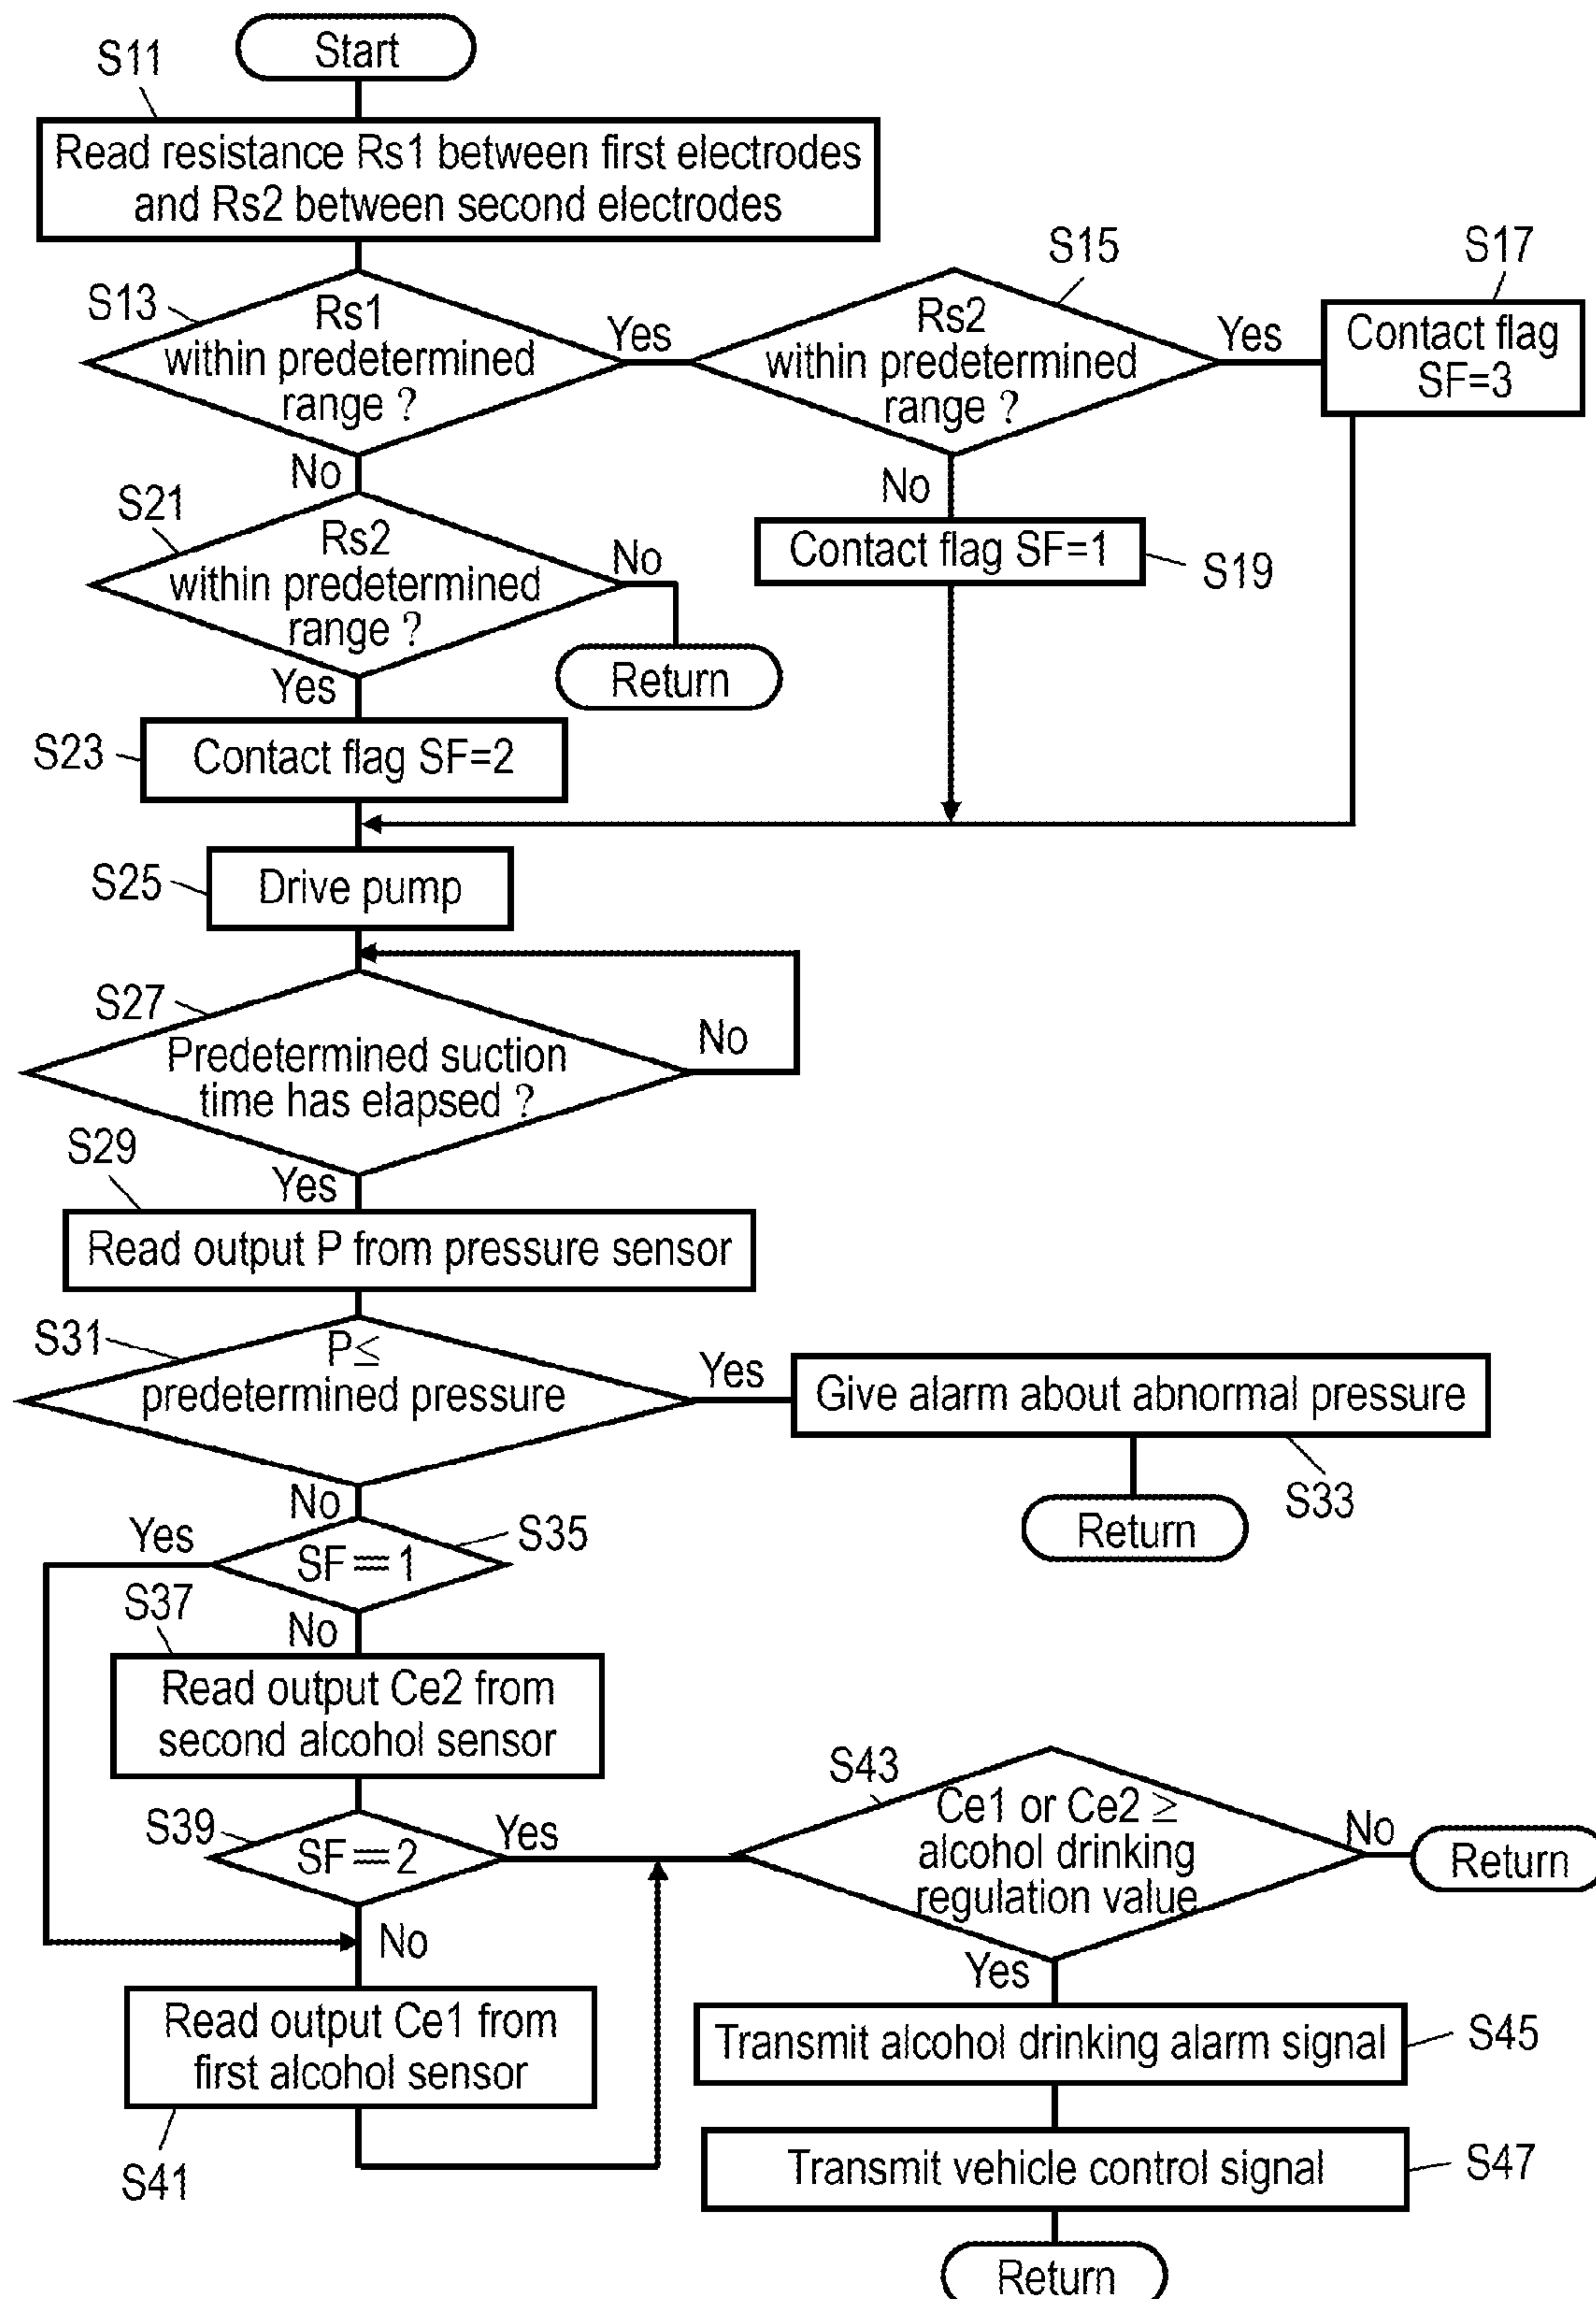 Start
S11
Read resistance Rs1 between first electrodes
and Rs2 between second electrodes
S13
Rs1
within predetermined
range ?
Yes
S15
Rs2
within predetermined
range ?
Yes
S17
Contact flag
SF=3
No
No
Contact flag SF=1
S19
S21
Rs2
within predetermined
range ?
No
Return
Yes
S23
Contact flag SF=2
S25
Drive pump
S27
Predetermined suction
time has elapsed ?
No
S29
Yes
Read output P from pressure sensor
S31
P≤
predetermined pressure
Yes
Give alarm about abnormal pressure
S33
Return
No
Yes
SF==1
S35
S37
No
Read output Ce2 from
second alcohol sensor
S39
SF==2
Yes
S43
Ce1 or Ce2 ≥
alcohol drinking
regulation value
No
Return
No
Yes
Read output Ce1 from
first alcohol sensor
S41
Transmit alcohol drinking alarm signal
S45
Transmit vehicle control signal
S47
Return